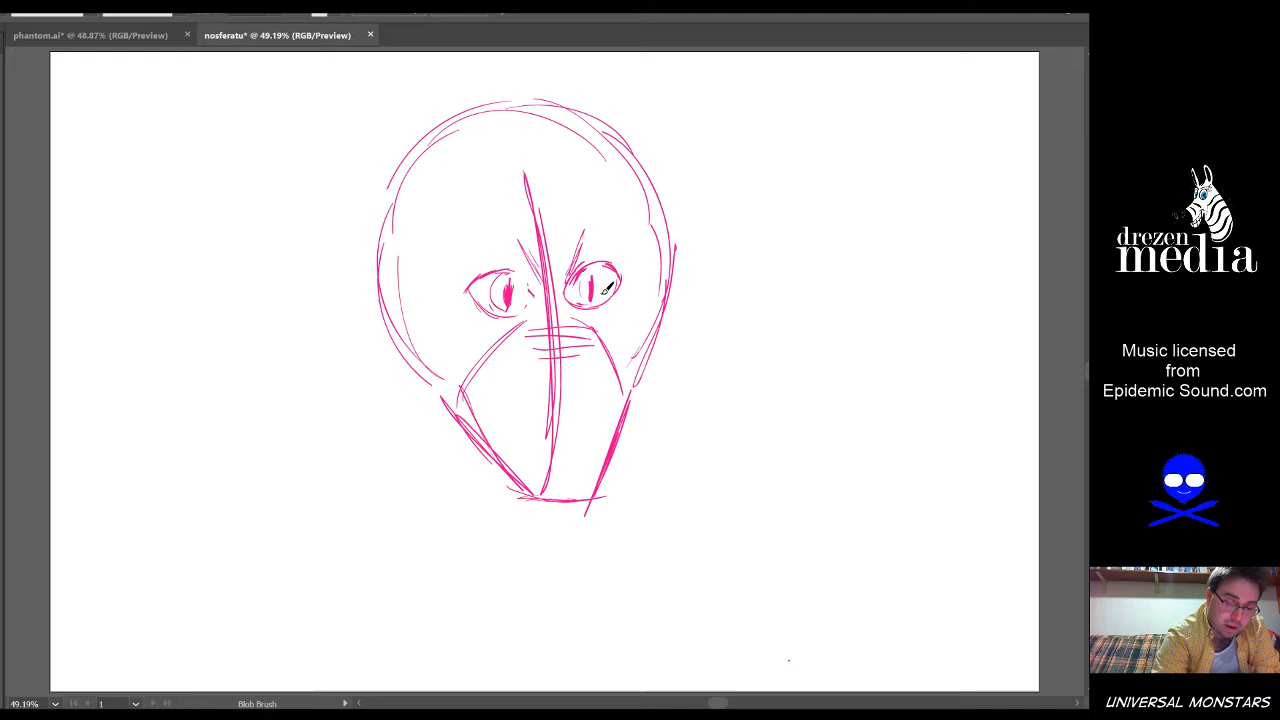 phantom.ai* @ 48.87% (RGB/Preview)
nosferatu* @ 49.19% (RGB/Preview)
drezen
media
Music licensed
from
Epidemic Sound.com
49.19%
1
Blob Brush
UNIVERSAL MONSTARS